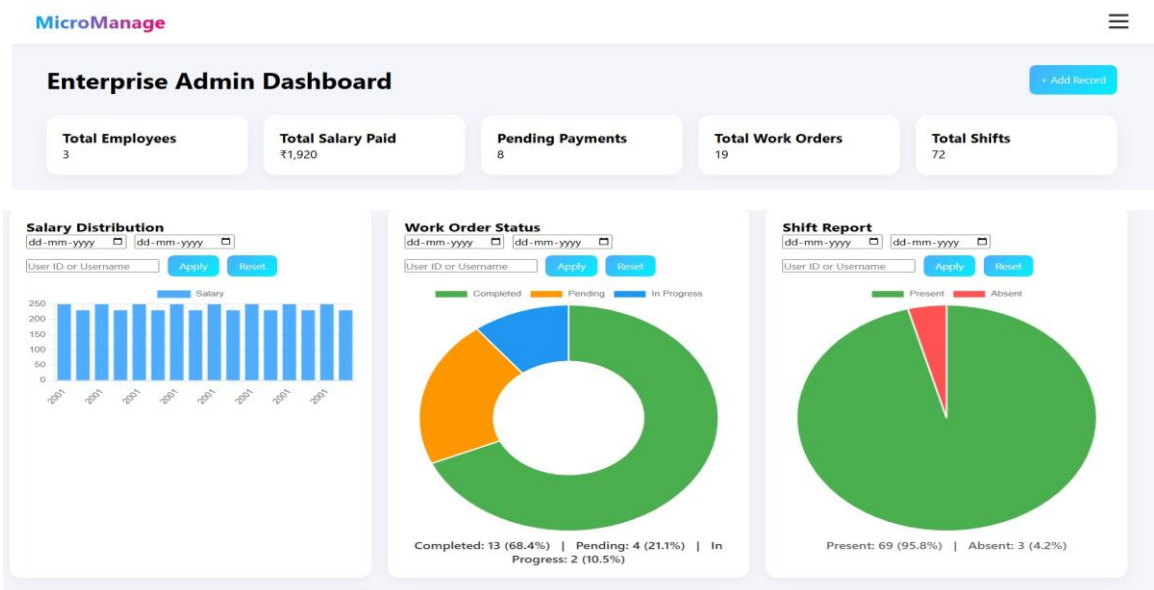 MicroManage
Enterprise Admin Dashboard
+ Add Record
Total Employees
3
Total Salary Paid
₹1,920
Pending Payments
8
Total Work Orders
19
Total Shifts
72
Salary Distribution
dd-mm-yyyy dd-mm-yyyy
User ID or Username Apply Reset
Salary
250
200
150
100
50
0
2001 2001 2001 2001 2001 2001 2001 2001
Work Order Status
dd-mm-yyyy dd-mm-yyyy
User ID or Username Apply Reset
Completed Pending In Progress
Completed: 13 (68.4%) | Pending: 4 (21.1%) | In
Progress: 2 (10.5%)
Shift Report
dd-mm-yyyy dd-mm-yyyy
User ID or Username Apply Reset
Present Absent
Present: 69 (95.8%) | Absent: 3 (4.2%)